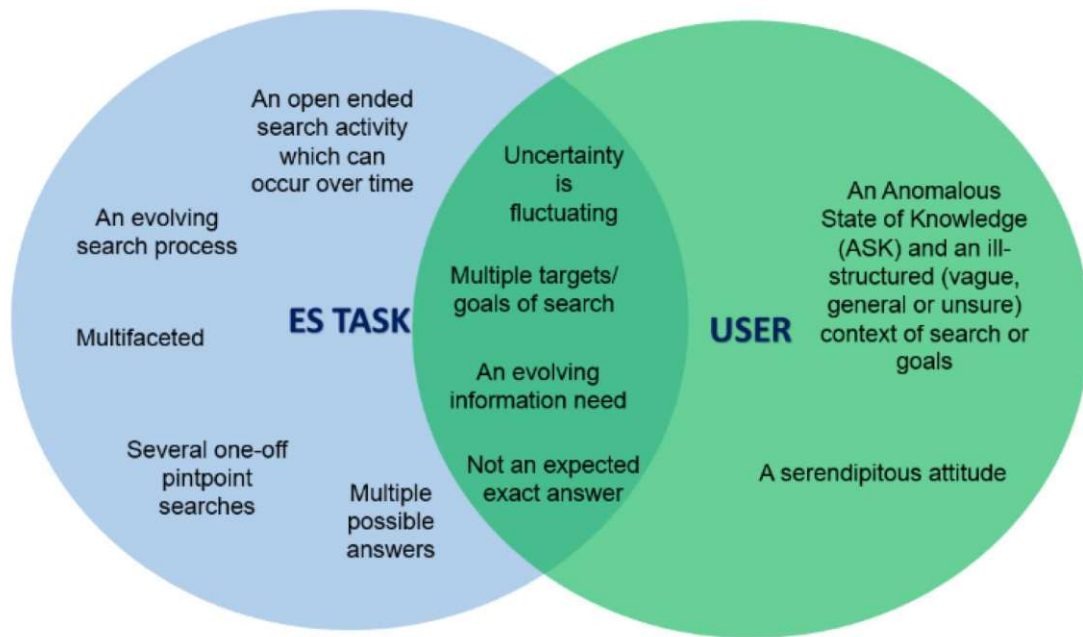 An open ended
search activity
which can
occur over time
An evolving
search process
Multifaceted
ES TASK
Several one-off
pintpoint
searches
Multiple
possible
answers
Uncertainty
is
fluctuating
Multiple targets/
goals of search
An evolving
information need
Not an expected
exact answer
USER
An Anomalous
State of Knowledge
(ASK) and an ill-
structured (vague,
general or unsure)
context of search or
goals
A serendipitous attitude